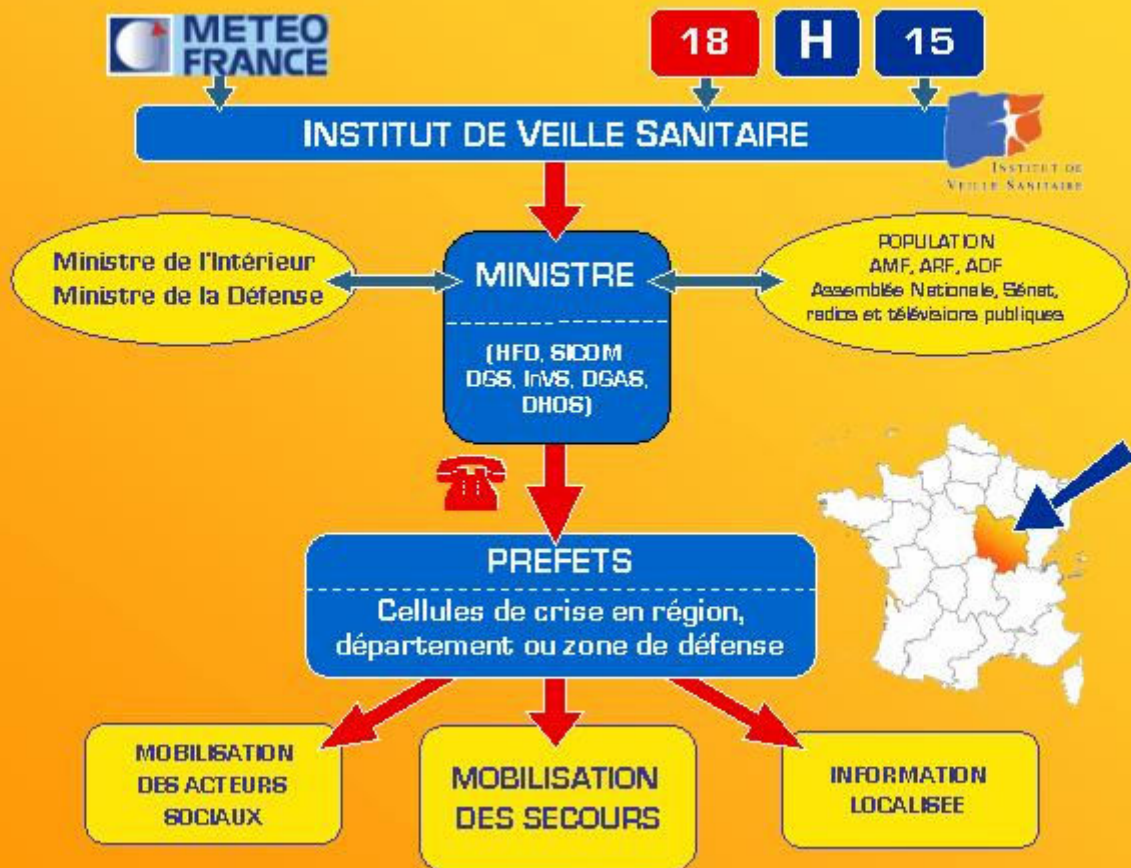 METEO
FRANCE
18 H 15
INSTITUT DE VEILLE SANITAIRE
INSTITUT DE
VEILLE SANITAIRE
Ministre de l'Intérieur
Ministre de la Défense
MINISTRE
(HFD, SICOM
DGS, InVS, DGAS,
DHOS)
POPULATION
AMF, ARF, ADF
Assemblée Nationale, Sénat,
radios et télévisions publiques
PREFETS
Cellules de crise en région,
département ou zone de défense
MOBILISATION
DES ACTEURS
SOCIAUX
MOBILISATION
DES SECOURS
INFORMATION
LOCALISEE